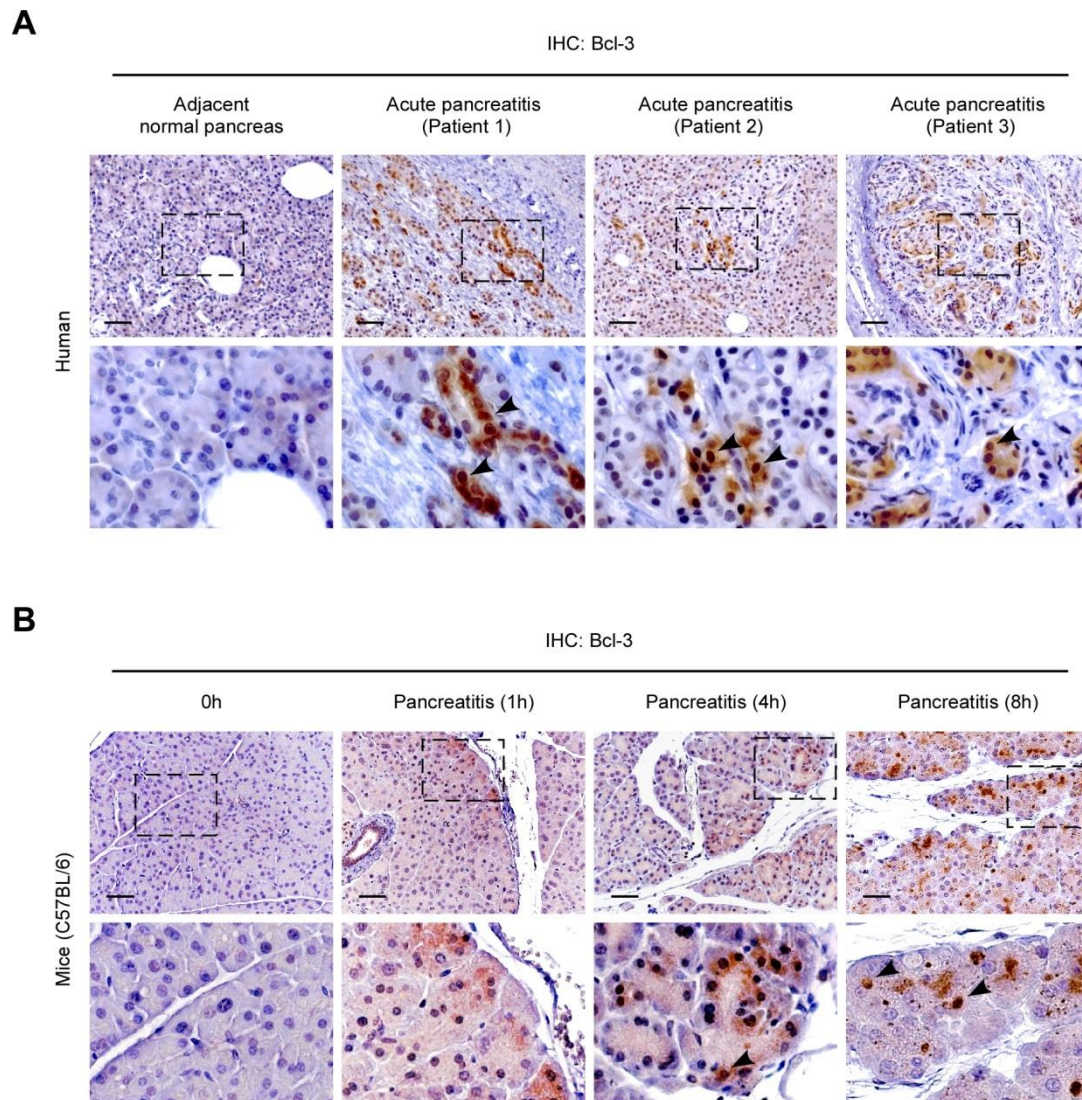 A
IHC: Bcl-3
Adjacent
normal pancreas
Acute pancreatitis
(Patient 1)
Acute pancreatitis
(Patient 2)
Acute pancreatitis
(Patient 3)
Human
B
IHC: Bcl-3
0h
Pancreatitis (1h)
Pancreatitis (4h)
Pancreatitis (8h)
Mice (C57BL/6)